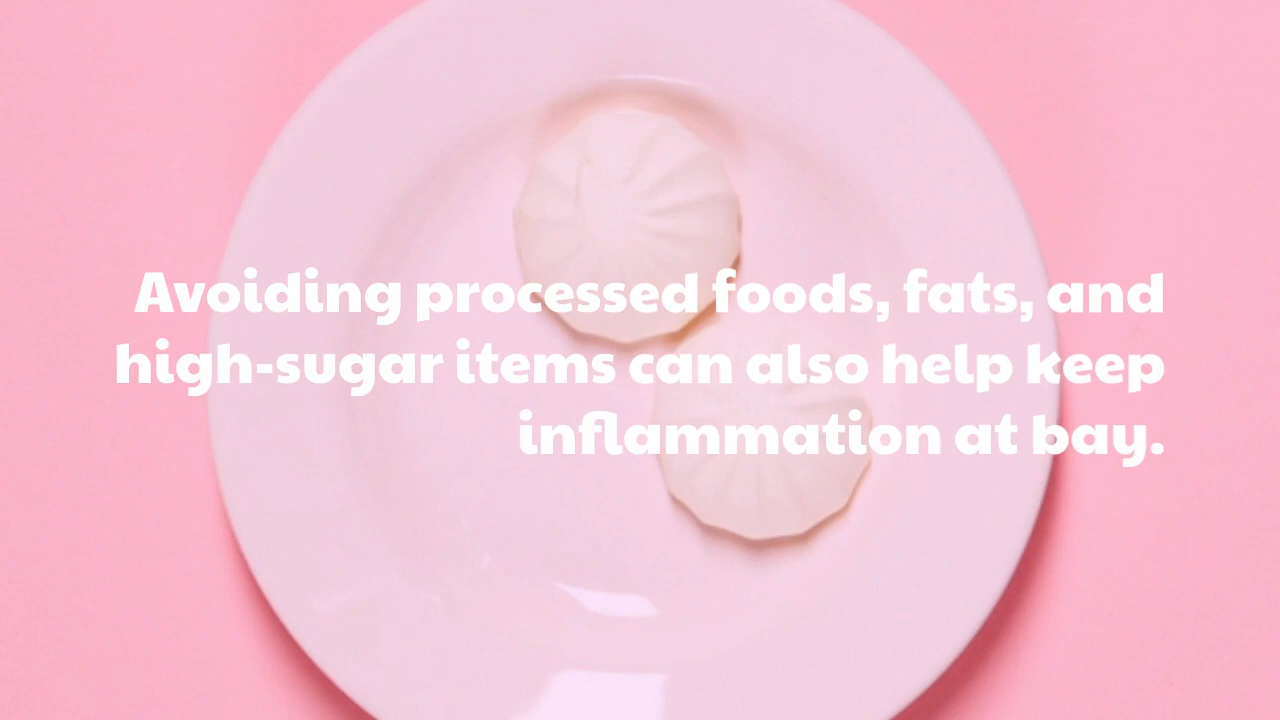 Avoiding processed foods, fats, and
high-sugar items can also help keep
inflammation at bay.